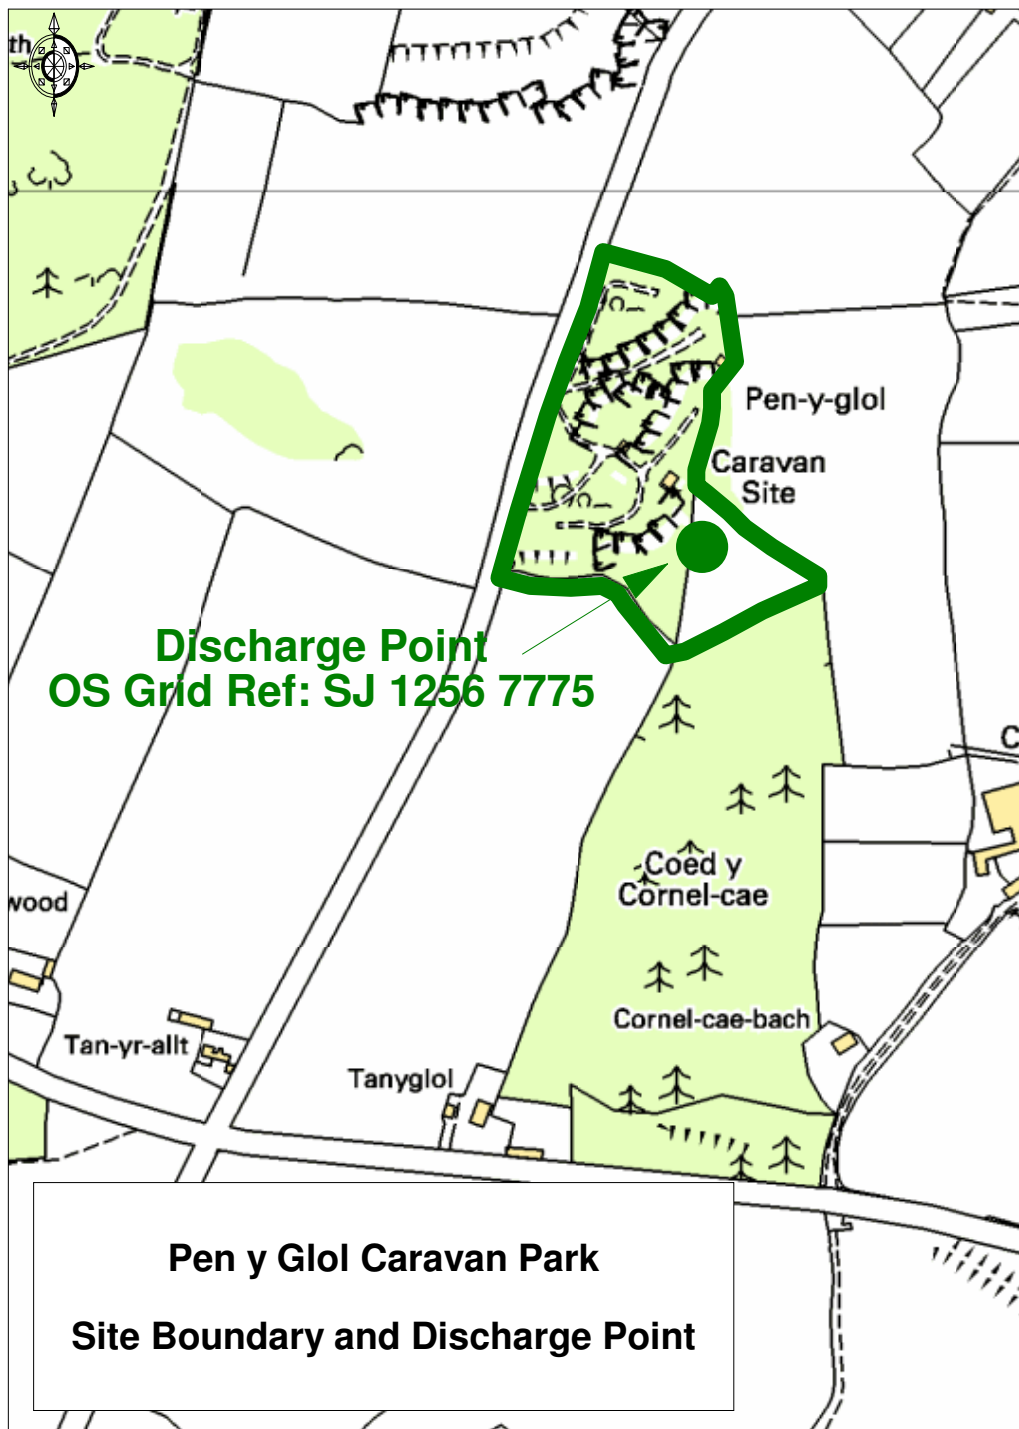 th
Pen-y-glol
Caravan
Site
Discharge Point
OS Grid Ref: SJ 1256 7775
C
Coed y
Cornel-cae
wood
Cornel-cae-bach
Tan-yr-allt
Tanyglol
Pen y Glol Caravan Park
Site Boundary and Discharge Point